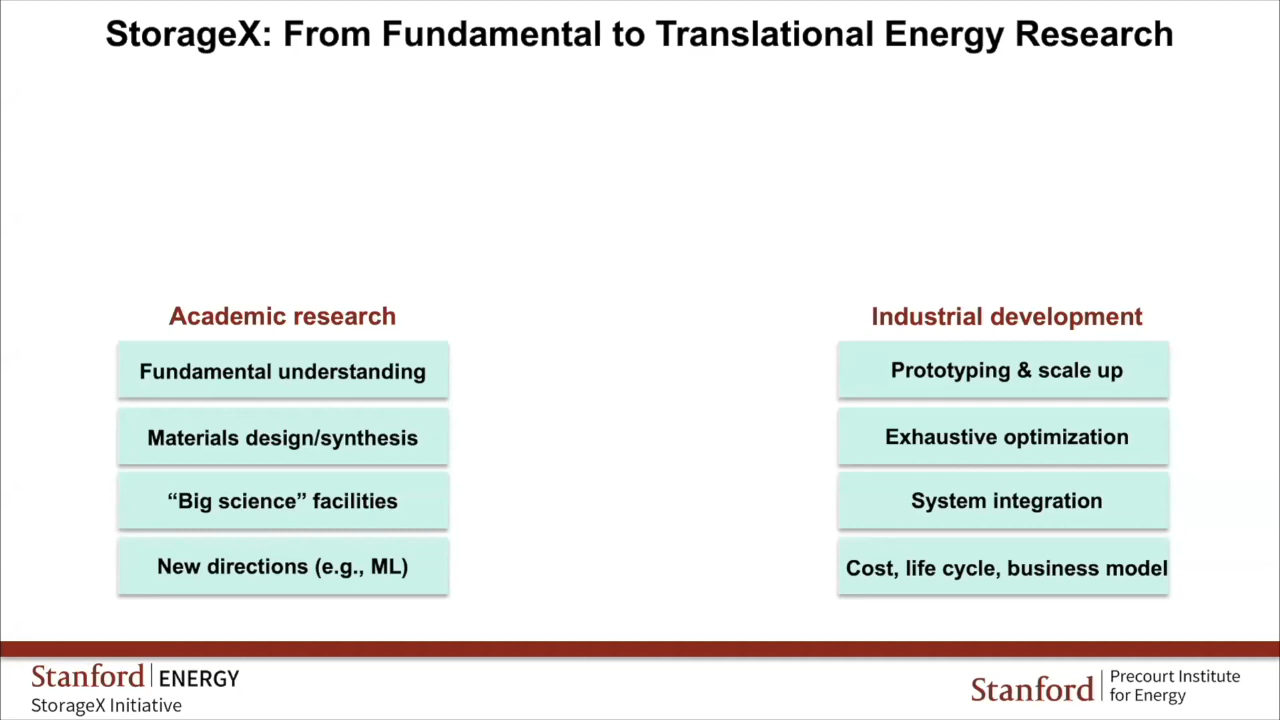 StorageX: From Fundamental to Translational Energy Research
Academic research
Fundamental understanding
Materials design/synthesis
“Big science” facilities
New directions (e.g., ML)
Industrial development
Prototyping & scale up
Exhaustive optimization
System integration
Cost, life cycle, business model
Stanford | ENERGY
StorageX Initiative
Stanford | Precourt Institute
for Energy